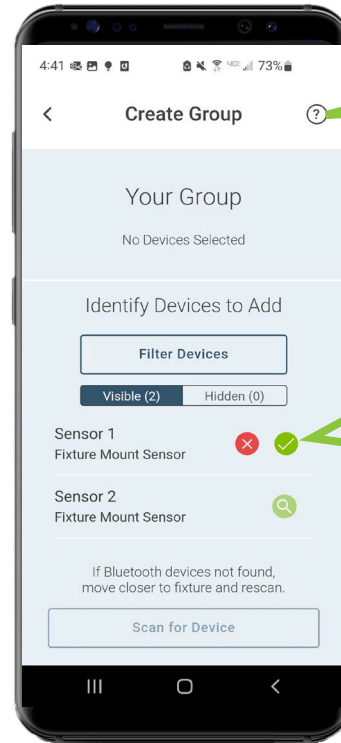 4:41 73%
Create Group ?
Your Group
No Devices Selected
Identify Devices to Add
Filter Devices
Visible (2) Hidden (0)
Sensor 1
Fixture Mount Sensor
Sensor 2
Fixture Mount Sensor
If Bluetooth devices not found,
move closer to fixture and rescan.
Scan for Device